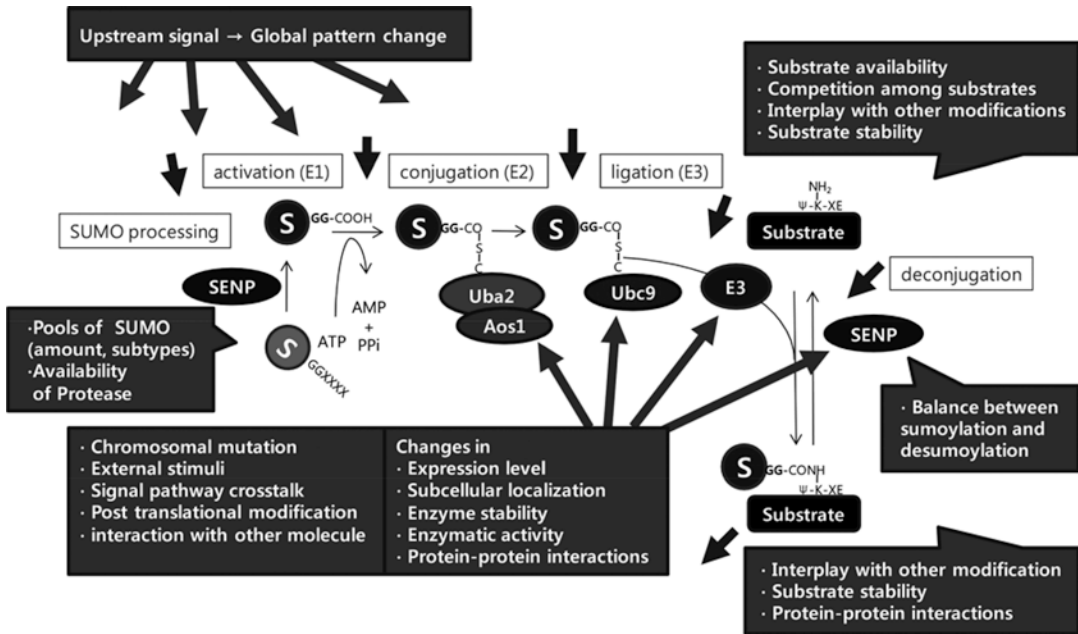 Upstream signal → Global pattern change
· Substrate availability
· Competition among substrates
· Interplay with other modifications
· Substrate stability
activation (E1)
conjugation (E2)
ligation (E3)
SUMO processing
S
GG-COOH
S
GG-CO
S
C
S
GG-CO
S
C
NH₂
Ψ-K-XE
Substrate
deconjugation
SENP
Uba2
Aos1
Ubc9
E3
SENP
·Pools of SUMO
(amount, subtypes)
·Availability
of Protease
S
GGXXXX
ATP
AMP
+
PPi
· Balance between
sumoylation and
desumoylation
· Chromosomal mutation
· External stimuli
· Signal pathway crosstalk
· Post translational modification
· interaction with other molecule
Changes in
· Expression level
· Subcellular localization
· Enzyme stability
· Enzymatic activity
· Protein-protein interactions
S
GG-CONH
Ψ-K-XE
Substrate
· Interplay with other modification
· Substrate stability
· Protein-protein interactions